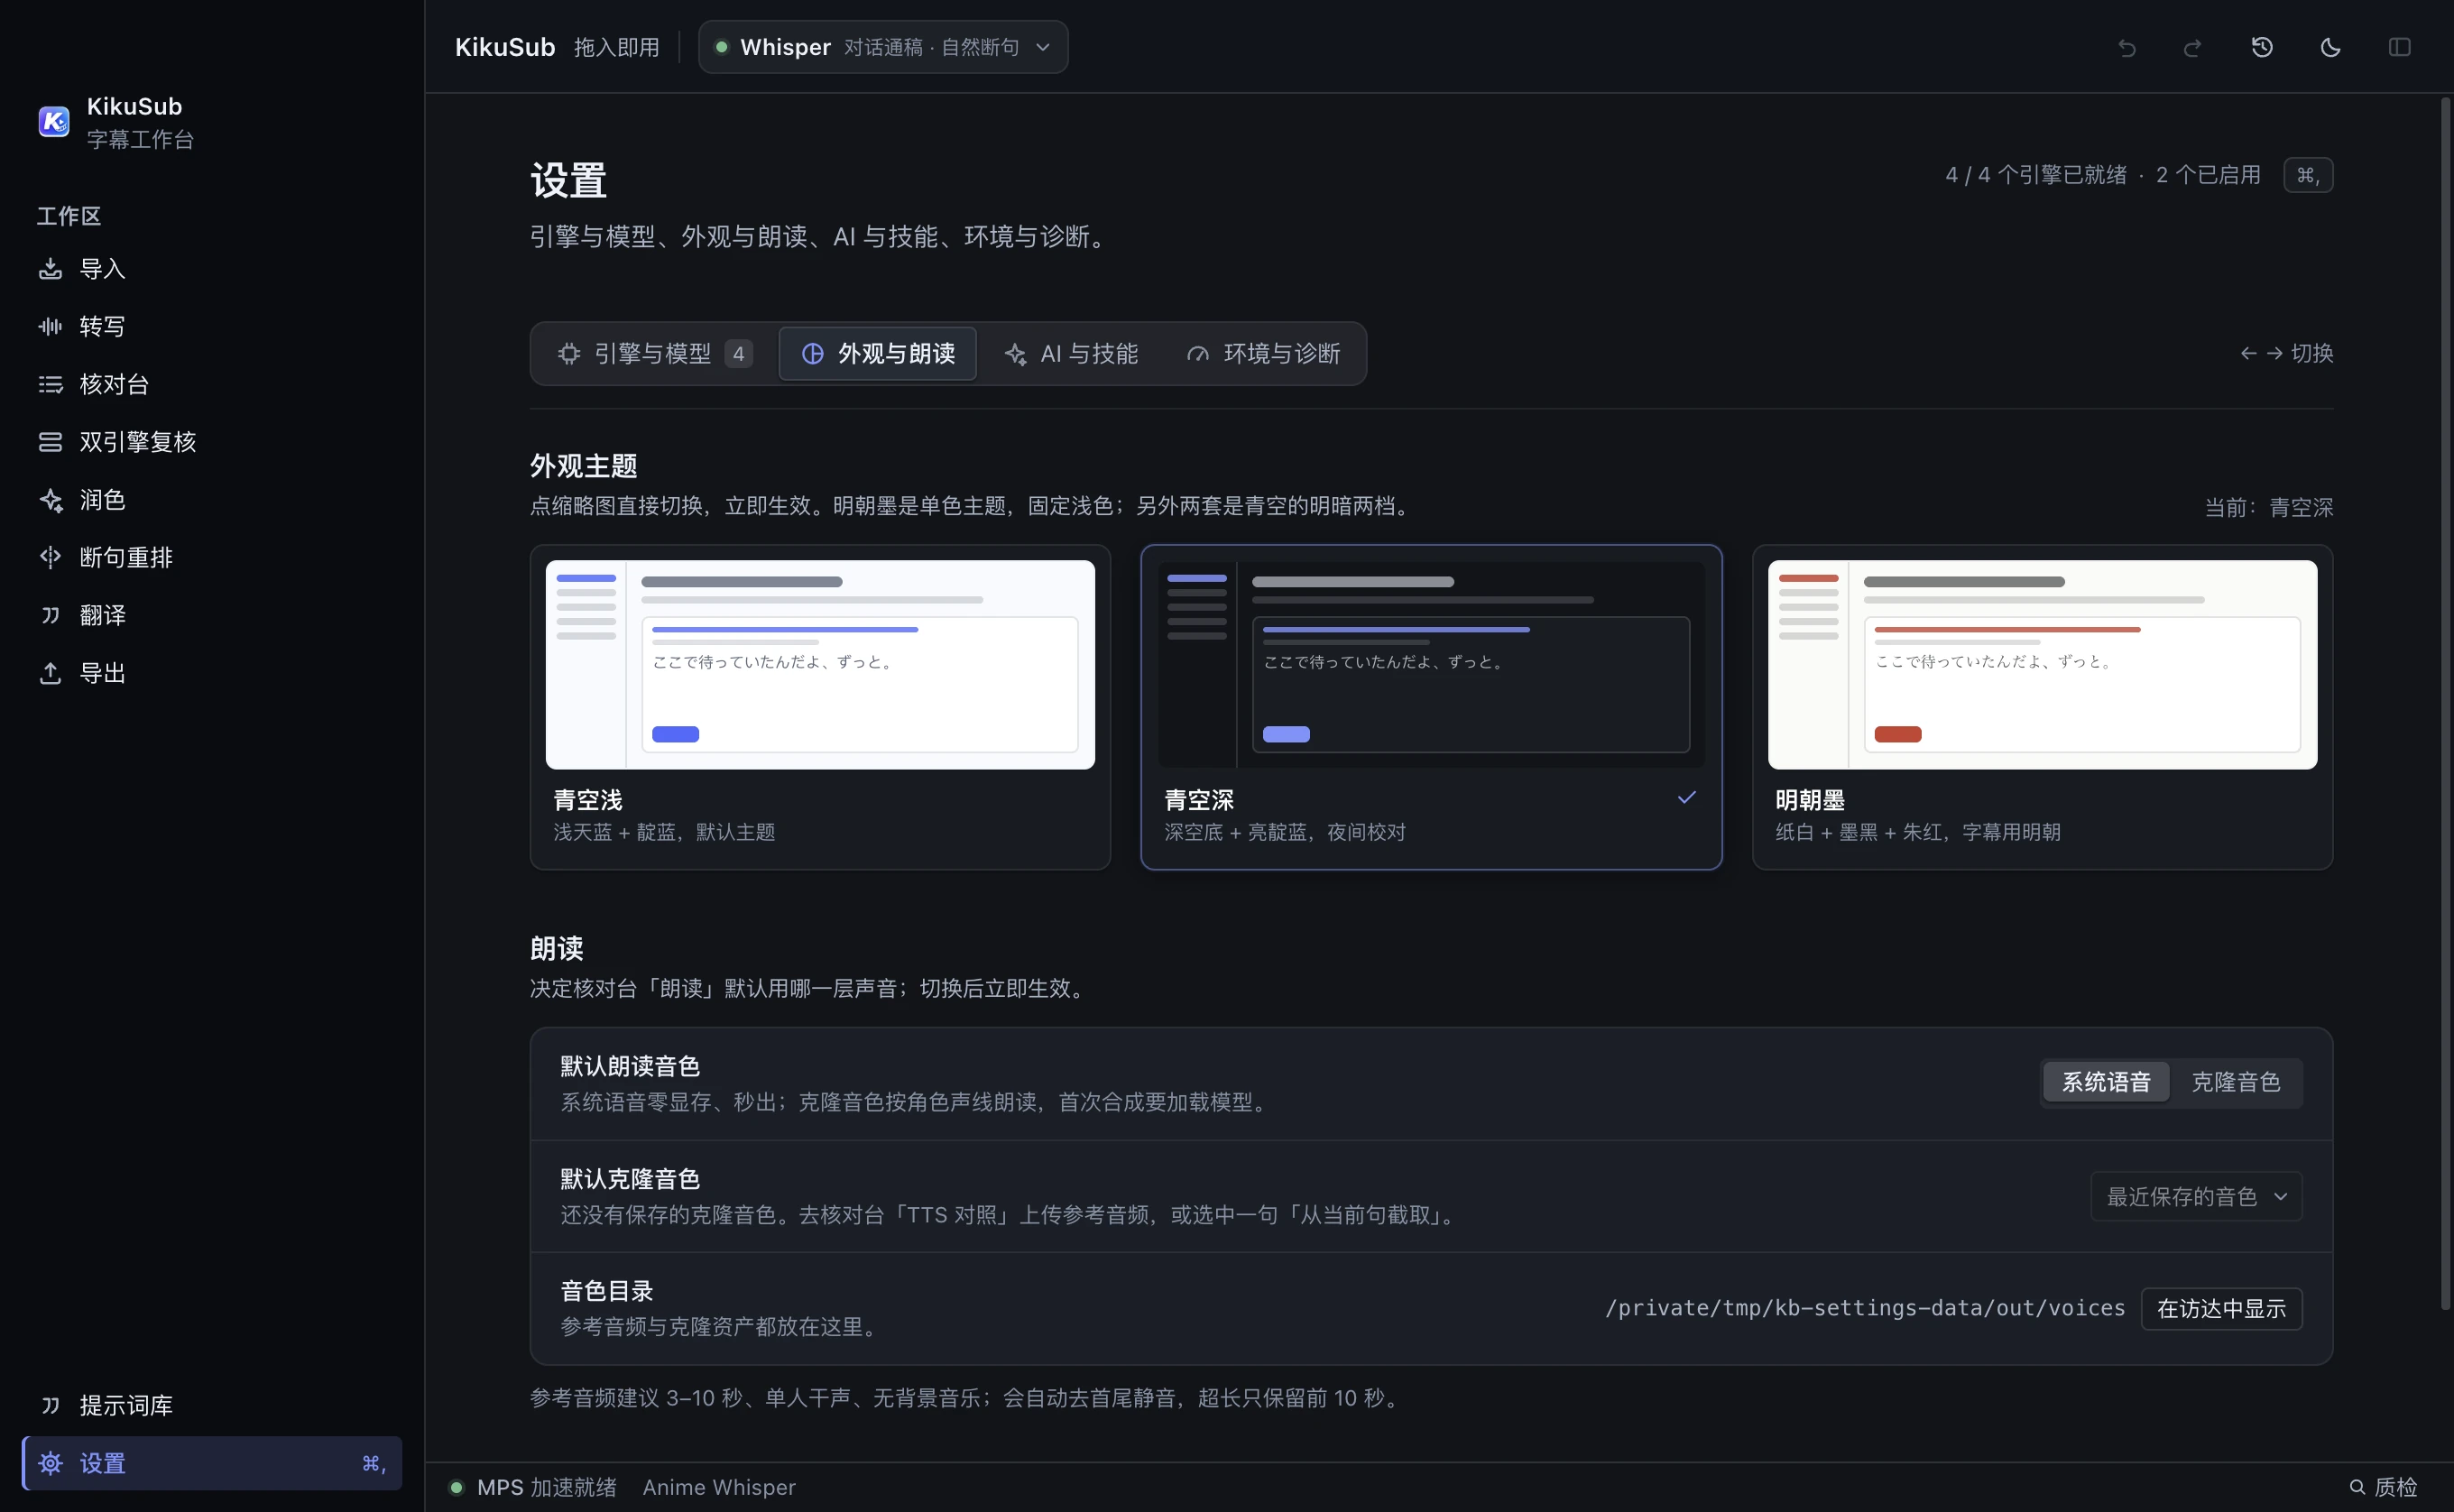 KikuSub
字幕工作台
工作区
导入
转写
核对台
双引擎复核
润色
断句重排
翻译
导出
提示词库
设置 ⌘,
KikuSub 拖入即用 Whisper 对话通稿 · 自然断句
设置
4 / 4 个引擎已就绪 · 2 个已启用 ⌘,
引擎与模型、外观与朗读、AI 与技能、环境与诊断。
引擎与模型 4 外观与朗读 AI 与技能 环境与诊断 ← → 切换
外观主题
点缩略图直接切换，立即生效。明朝墨是单色主题，固定浅色；另外两套是青空的明暗两档。 当前：青空深
ここで待っていたんだよ、ずっと。
青空浅
浅天蓝 + 靛蓝，默认主题
ここで待っていたんだよ、ずっと。
青空深
深空底 + 亮靛蓝，夜间校对
ここで待っていたんだよ、ずっと。
明朝墨
纸白 + 墨黑 + 朱红，字幕用明朝
朗读
决定核对台「朗读」默认用哪一层声音；切换后立即生效。
默认朗读音色
系统语音零显存、秒出；克隆音色按角色声线朗读，首次合成要加载模型。
系统语音 克隆音色
默认克隆音色
还没有保存的克隆音色。去核对台「TTS 对照」上传参考音频，或选中一句「从当前句截取」。
最近保存的音色
音色目录
参考音频与克隆资产都放在这里。
/private/tmp/kb-settings-data/out/voices 在访达中显示
参考音频建议 3–10 秒、单人干声、无背景音乐；会自动去首尾静音，超长只保留前 10 秒。
MPS 加速就绪 Anime Whisper 质检